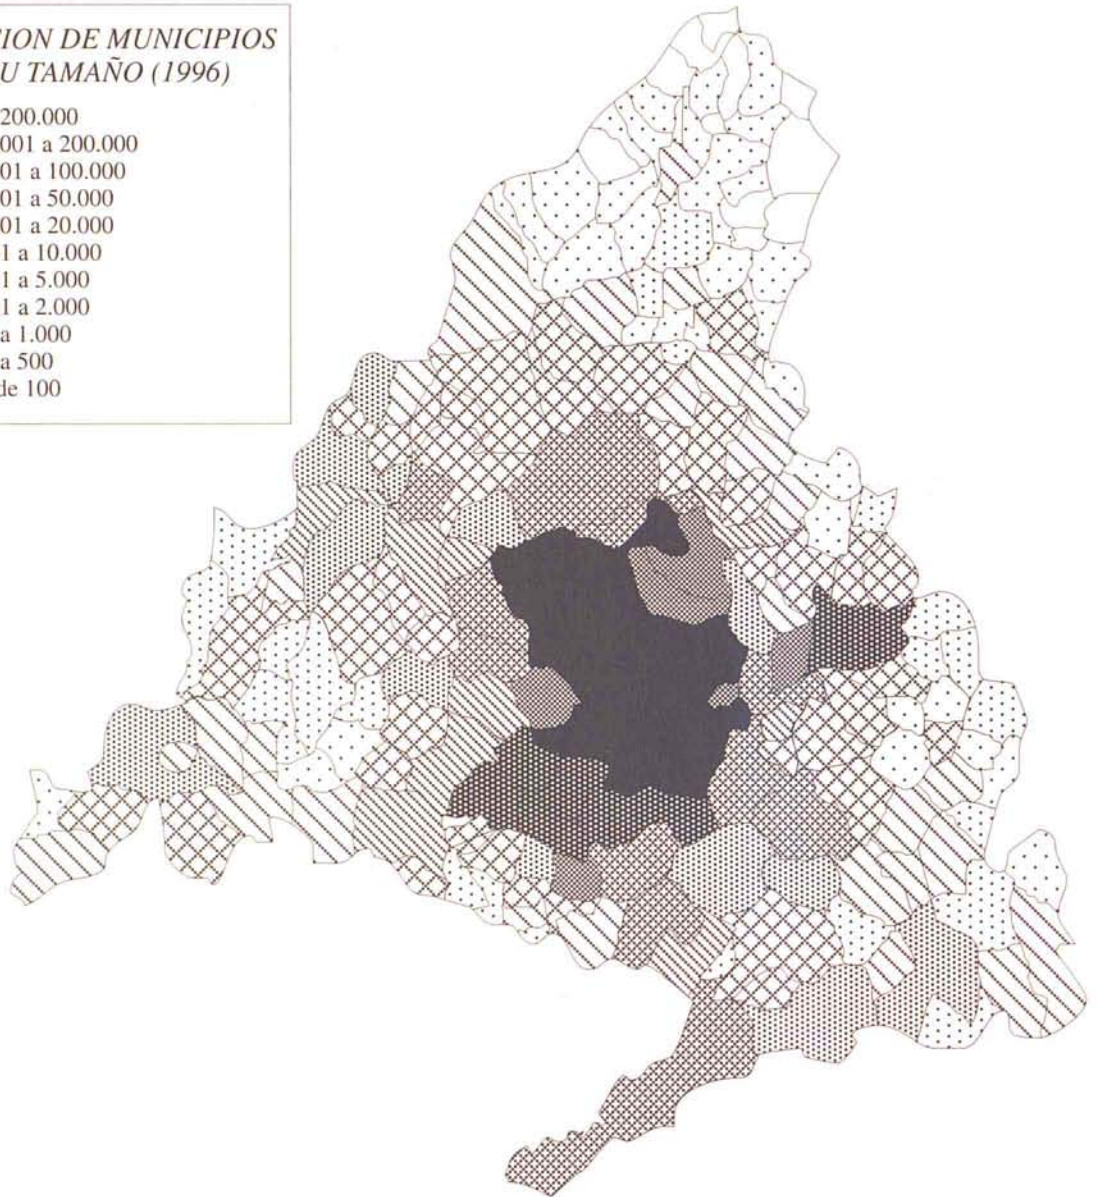 ION DE MUNICIPIOS
U TAMAÑO (1996)
200.000
001 a 200.000
01 a 100.000
01 a 50.000
01 a 20.000
1 a 10.000
1 a 5.000
1 a 2.000
a 1.000
a 500
de 100